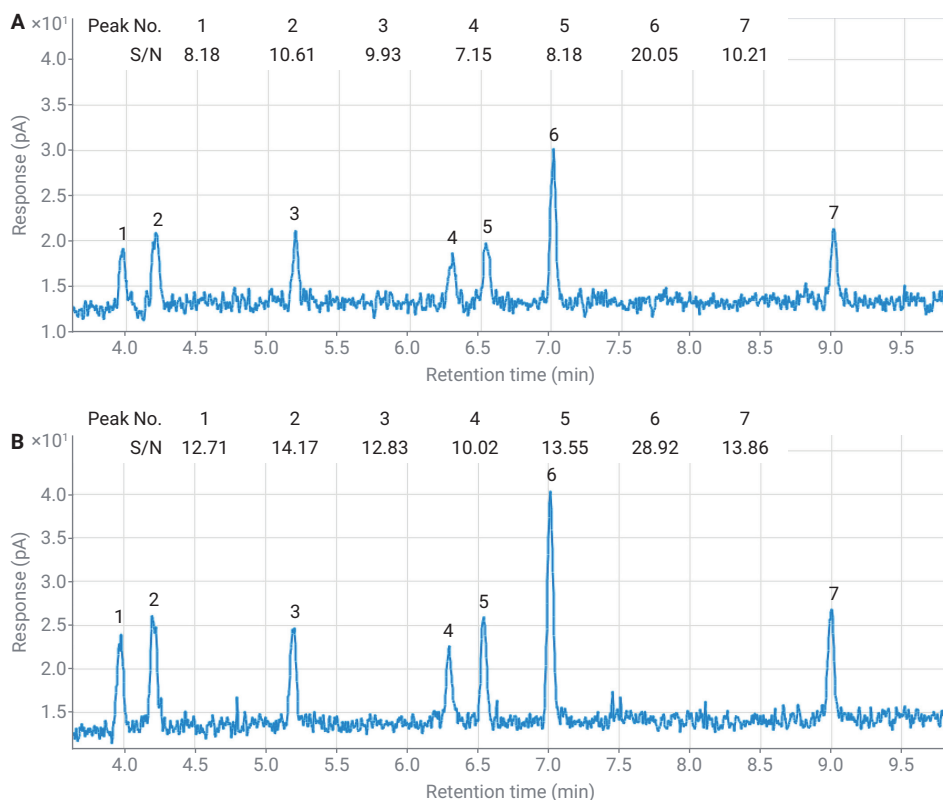 A ×10¹ Peak No. 1 2 3 4 5 6 7
S/N 8.18 10.61 9.93 7.15 8.18 20.05 10.21
4.0
3.5
3.0
2.5
2.0
1.5
1.0
Response (pA)
1 2 3 4 5 6 7
4.0 4.5 5.0 5.5 6.0 6.5 7.0 7.5 8.0 8.5 9.0 9.5
Retention time (min)
B ×10¹ Peak No. 1 2 3 4 5 6 7
S/N 12.71 14.17 12.83 10.02 13.55 28.92 13.86
4.0
3.5
3.0
2.5
2.0
1.5
Response (pA)
1 2 3 4 5 6 7
4.0 4.5 5.0 5.5 6.0 6.5 7.0 7.5 8.0 8.5 9.0 9.5
Retention time (min)